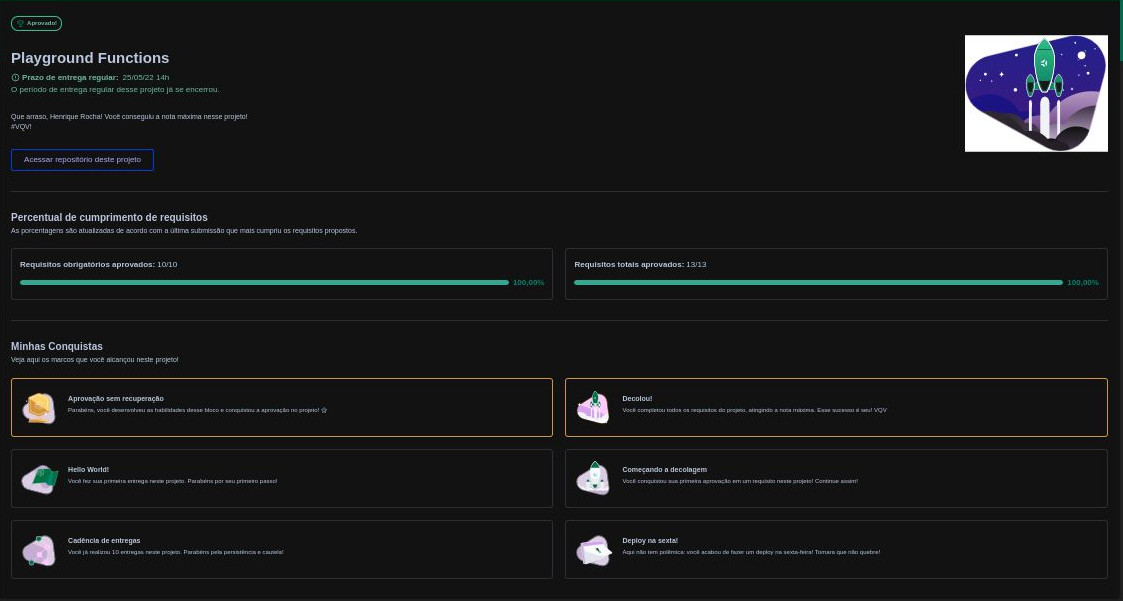 Aprovado!
Playground Functions
Prazo de entrega regular: 25/05/22 14h
O período de entrega regular desse projeto já se encerrou.
Que arraso, Henrique Rocha! Você conseguiu a nota máxima nesse projeto!
#VQV!
Acessar repositório deste projeto
Percentual de cumprimento de requisitos
As porcentagens são atualizadas de acordo com a última submissão que mais cumpriu os requisitos propostos.
Requisitos obrigatórios aprovados: 10/10
100,00%
Requisitos totais aprovados: 13/13
100,00%
Minhas Conquistas
Veja aqui os marcos que você alcançou neste projeto!
Aprovação sem recuperação
Parabéns, você desenvolveu as habilidades desse bloco e conquistou a aprovação no projeto!
Decolou!
Você completou todos os requisitos do projeto, atingindo a nota máxima. Esse sucesso é seu! VQV
Hello World!
Você fez sua primeira entrega neste projeto. Parabéns por seu primeiro passo!
Começando a decolagem
Você conquistou sua primeira aprovação em um requisito neste projeto! Continue assim!
Cadência de entregas
Você já realizou 10 entregas neste projeto. Parabéns pela persistência e cautela!
Deploy na sexta!
Aqui não tem polêmica: você acabou de fazer um deploy na sexta-feira! Tomara que não quebre!